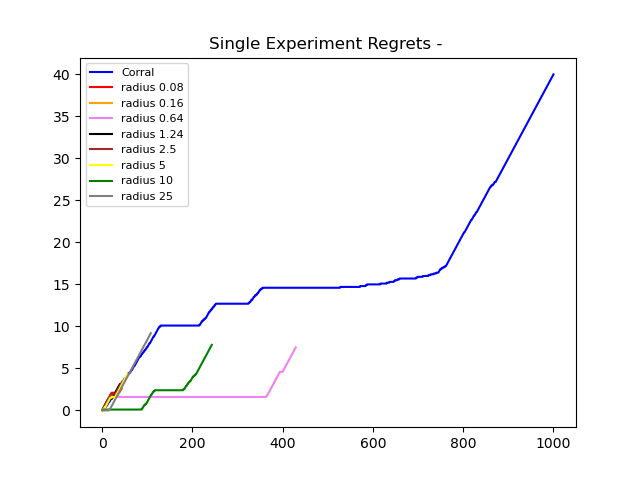 Single Experiment Regrets -
Corral
radius 0.08
radius 0.16
radius 0.64
radius 1.24
radius 2.5
radius 5
radius 10
radius 25
40
35
30
25
20
15
10
5
0
0 200 400 600 800 1000